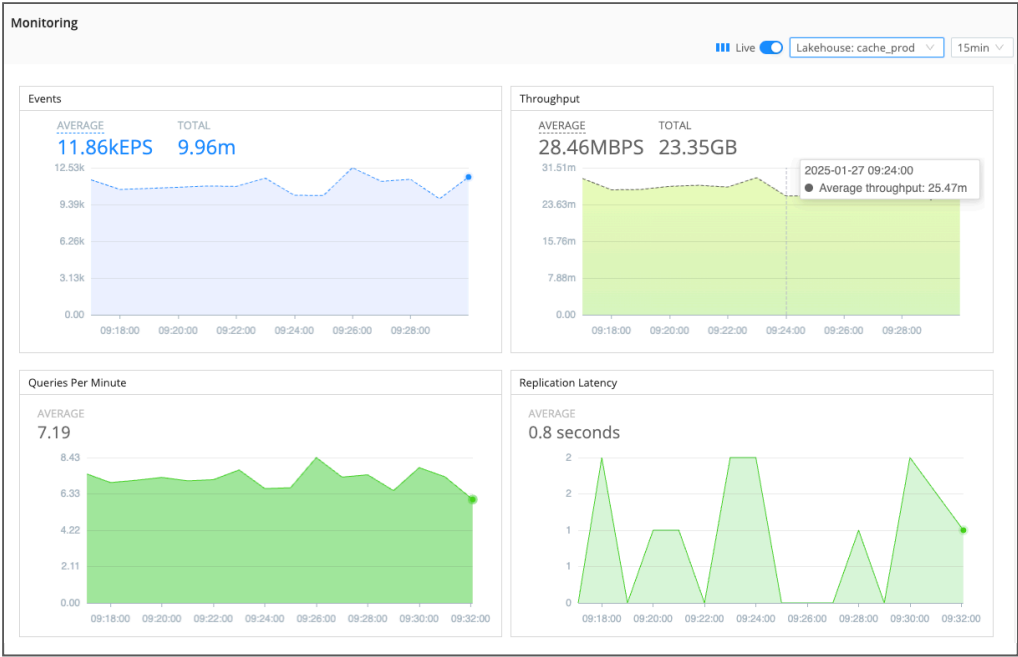 Monitoring
Live Lakehouse: cache_prod 15min
Events
AVERAGE TOTAL
11.86kEPS 9.96m
12.53k
9.39k
6.26k
3.13k
0.00
09:18:00 09:20:00 09:22:00 09:24:00 09:26:00 09:28:00
Throughput
AVERAGE TOTAL
28.46MBPS 23.35GB
31.51m
23.63m
15.76m
7.88m
0.00
2025-01-27 09:24:00
Average throughput: 25.47m
09:18:00 09:20:00 09:22:00 09:24:00 09:26:00 09:28:00
Queries Per Minute
AVERAGE
7.19
8.43
6.33
4.22
2.11
0.00
09:18:00 09:20:00 09:22:00 09:24:00 09:26:00 09:28:00 09:30:00 09:32:00
Replication Latency
AVERAGE
0.8 seconds
2
2
1
1
0
09:18:00 09:20:00 09:22:00 09:24:00 09:26:00 09:28:00 09:30:00 09:32:00